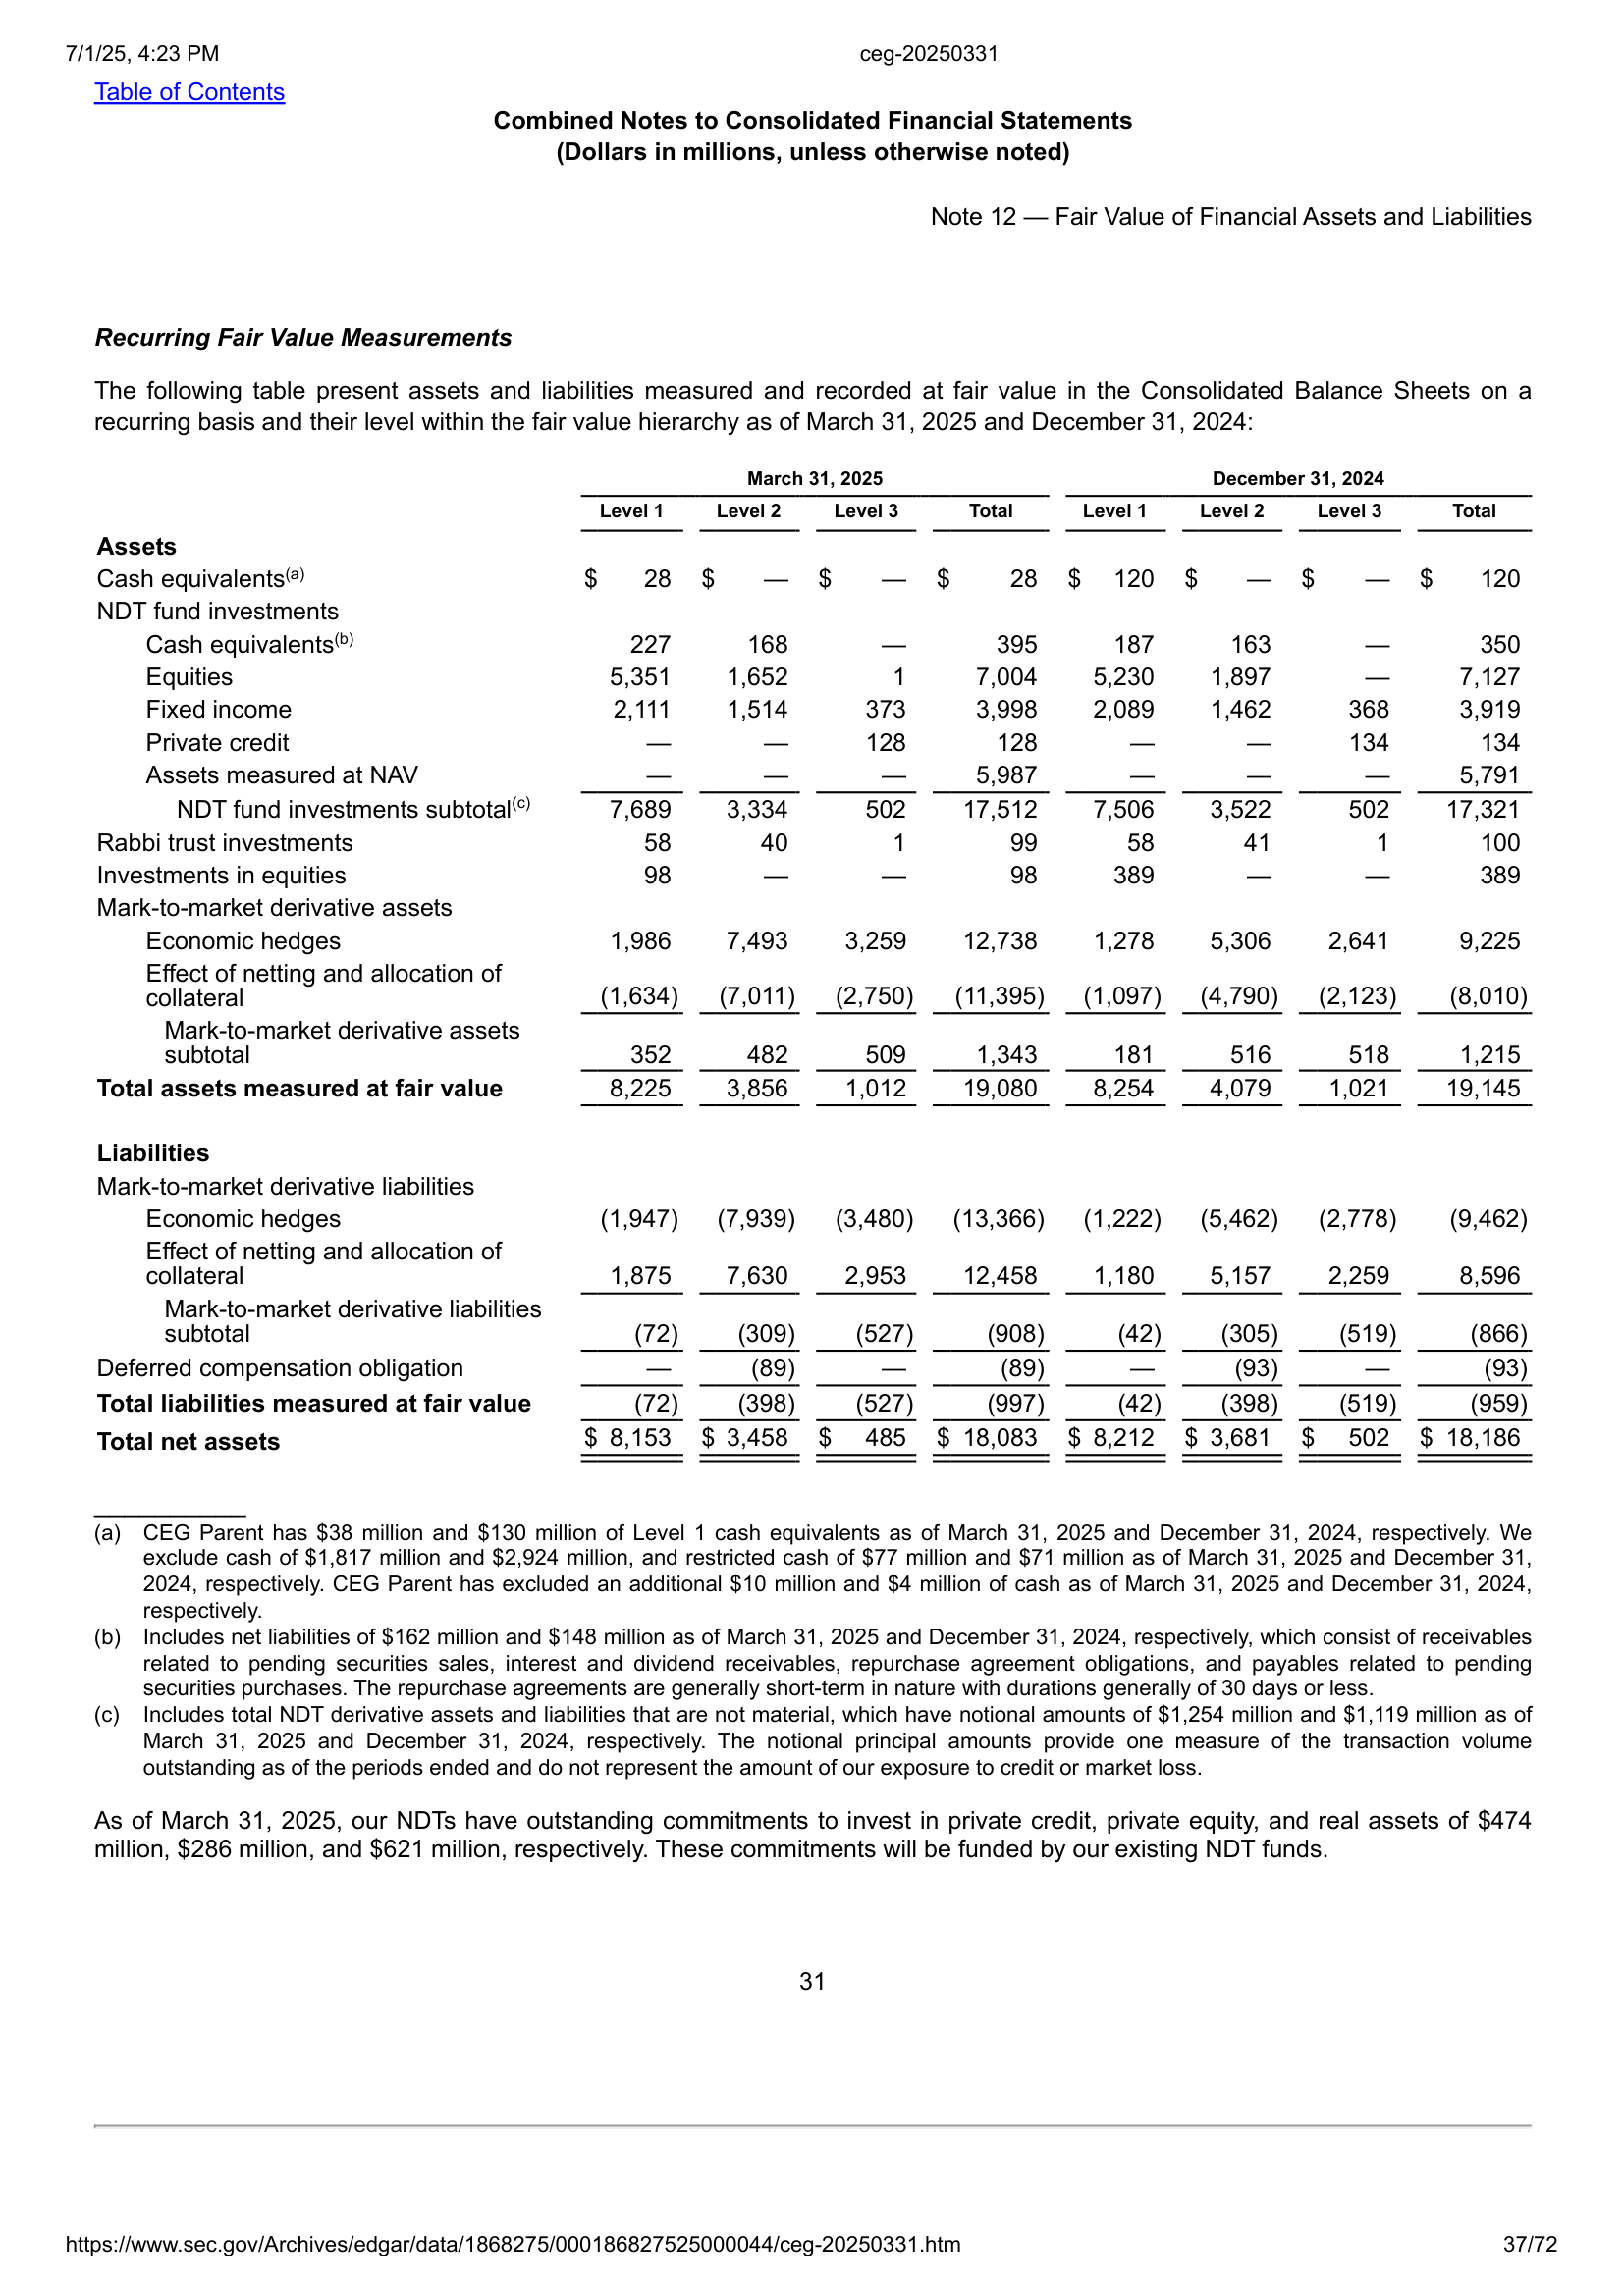 7/1/25, 4:23 PM ceg-20250331
Table of Contents
Combined Notes to Consolidated Financial Statements
(Dollars in millions, unless otherwise noted)
Note 12 — Fair Value of Financial Assets and Liabilities
Recurring Fair Value Measurements
The following table present assets and liabilities measured and recorded at fair value in the Consolidated Balance Sheets on a
recurring basis and their level within the fair value hierarchy as of March 31, 2025 and December 31, 2024:
March 31, 2025 December 31, 2024
Level 1 Level 2 Level 3 Total Level 1 Level 2 Level 3 Total
Assets
Cash equivalents(a) $ 28 $ — $ — $ 28 $ 120 $ — $ — $ 120
NDT fund investments
Cash equivalents(b) 227 168 — 395 187 163 — 350
Equities 5,351 1,652 1 7,004 5,230 1,897 — 7,127
Fixed income 2,111 1,514 373 3,998 2,089 1,462 368 3,919
Private credit — — 128 128 — — 134 134
Assets measured at NAV — — — 5,987 — — — 5,791
NDT fund investments subtotal(c) 7,689 3,334 502 17,512 7,506 3,522 502 17,321
Rabbi trust investments 58 40 1 99 58 41 1 100
Investments in equities 98 — — 98 389 — — 389
Mark-to-market derivative assets
Economic hedges 1,986 7,493 3,259 12,738 1,278 5,306 2,641 9,225
Effect of netting and allocation of
collateral (1,634) (7,011) (2,750) (11,395) (1,097) (4,790) (2,123) (8,010)
Mark-to-market derivative assets
subtotal 352 482 509 1,343 181 516 518 1,215
Total assets measured at fair value 8,225 3,856 1,012 19,080 8,254 4,079 1,021 19,145
Liabilities
Mark-to-market derivative liabilities
Economic hedges (1,947) (7,939) (3,480) (13,366) (1,222) (5,462) (2,778) (9,462)
Effect of netting and allocation of
collateral 1,875 7,630 2,953 12,458 1,180 5,157 2,259 8,596
Mark-to-market derivative liabilities
subtotal (72) (309) (527) (908) (42) (305) (519) (866)
Deferred compensation obligation — (89) — (89) — (93) — (93)
Total liabilities measured at fair value (72) (398) (527) (997) (42) (398) (519) (959)
Total net assets $ 8,153 $ 3,458 $ 485 $ 18,083 $ 8,212 $ 3,681 $ 502 $ 18,186
(a) CEG Parent has $38 million and $130 million of Level 1 cash equivalents as of March 31, 2025 and December 31, 2024, respectively. We
exclude cash of $1,817 million and $2,924 million, and restricted cash of $77 million and $71 million as of March 31, 2025 and December 31,
2024, respectively. CEG Parent has excluded an additional $10 million and $4 million of cash as of March 31, 2025 and December 31, 2024,
respectively.
(b) Includes net liabilities of $162 million and $148 million as of March 31, 2025 and December 31, 2024, respectively, which consist of receivables
related to pending securities sales, interest and dividend receivables, repurchase agreement obligations, and payables related to pending
securities purchases. The repurchase agreements are generally short-term in nature with durations generally of 30 days or less.
(c) Includes total NDT derivative assets and liabilities that are not material, which have notional amounts of $1,254 million and $1,119 million as of
March 31, 2025 and December 31, 2024, respectively. The notional principal amounts provide one measure of the transaction volume
outstanding as of the periods ended and do not represent the amount of our exposure to credit or market loss.
As of March 31, 2025, our NDTs have outstanding commitments to invest in private credit, private equity, and real assets of $474
million, $286 million, and $621 million, respectively. These commitments will be funded by our existing NDT funds.
31
https://www.sec.gov/Archives/edgar/data/1868275/000186827525000044/ceg-20250331.htm 37/72